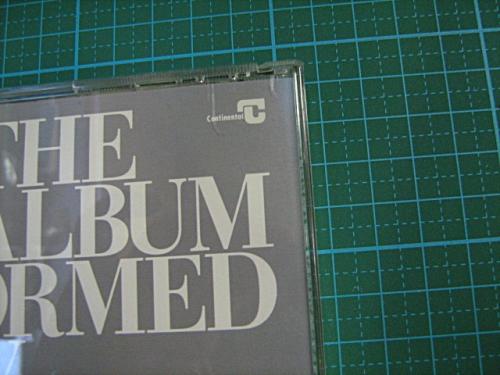 Continental
THE
ALBUM
ORMED